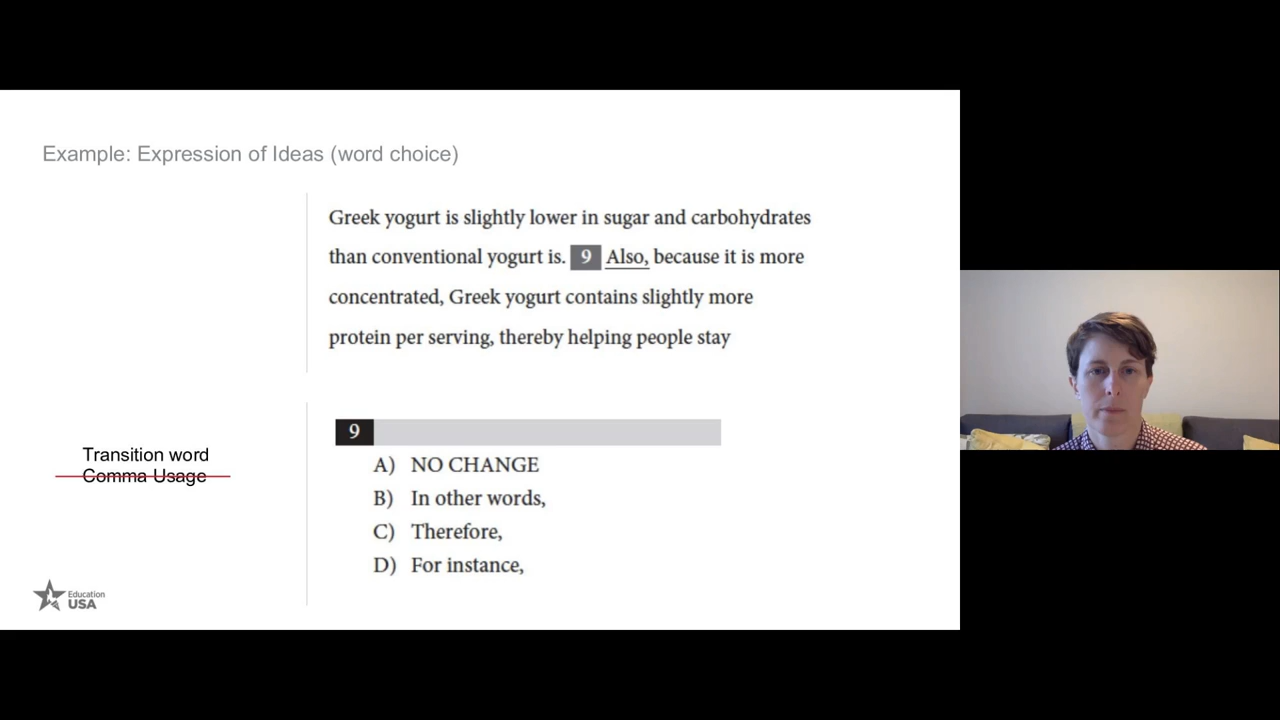 Example: Expression of Ideas (word choice)
Greek yogurt is slightly lower in sugar and carbohydrates
than conventional yogurt is. 9 Also, because it is more
concentrated, Greek yogurt contains slightly more
protein per serving, thereby helping people stay
9
A) NO CHANGE
B) In other words,
C) Therefore,
D) For instance,
Transition word
Comma Usage
Education
USA